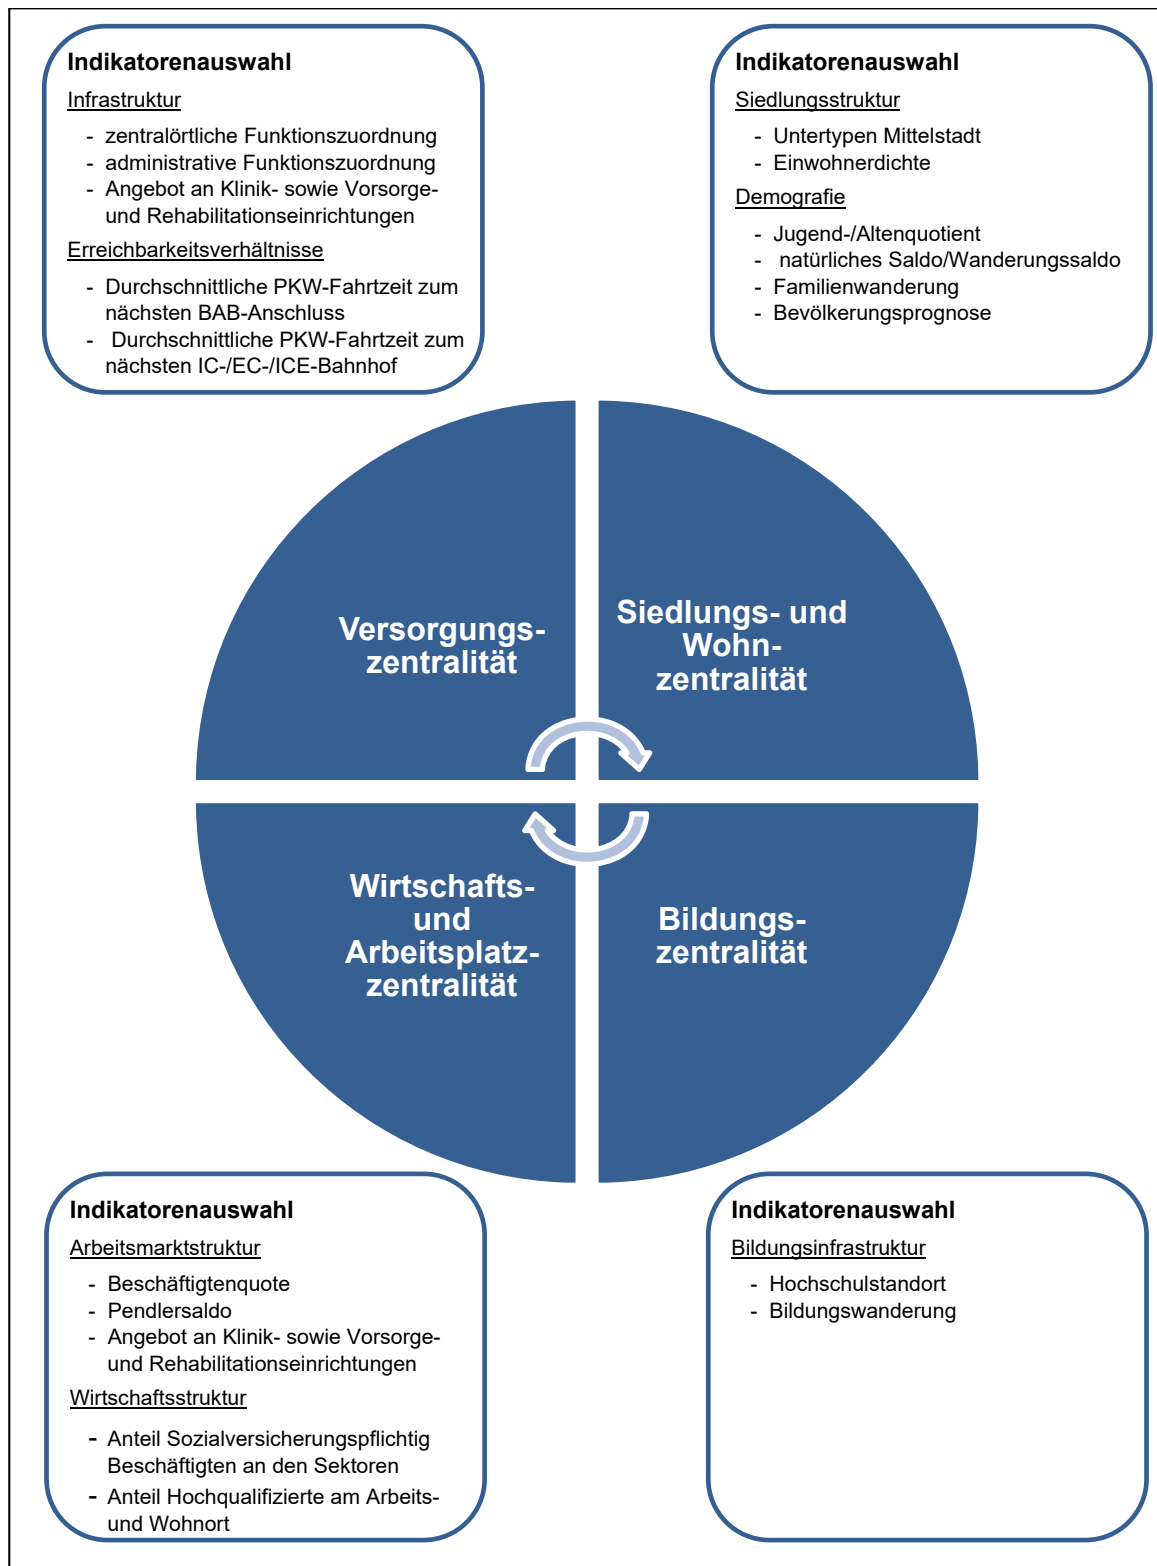 Indikatorenauswahl
Infrastruktur
- zentralörtliche Funktionszuordnung
- administrative Funktionszuordnung
- Angebot an Klinik- sowie Vorsorge-
und Rehabilitationseinrichtungen
Erreichbarkeitsverhältnisse
- Durchschnittliche PKW-Fahrtzeit zum
nächsten BAB-Anschluss
- Durchschnittliche PKW-Fahrtzeit zum
nächsten IC-/EC-/ICE-Bahnhof
Indikatorenauswahl
Siedlungsstruktur
- Untertypen Mittelstadt
- Einwohnerdichte
Demografie
- Jugend-/Altenquotient
- natürliches Saldo/Wanderungssaldo
- Familienwanderung
- Bevölkerungsprognose
Versorgungs-
zentralität
Siedlungs- und
Wohn-
zentralität
Wirtschafts-
und
Arbeitsplatz-
zentralität
Bildungs-
zentralität
Indikatorenauswahl
Arbeitsmarktstruktur
- Beschäftigtenquote
- Pendlersaldo
- Angebot an Klinik- sowie Vorsorge-
und Rehabilitationseinrichtungen
Wirtschaftsstruktur
- Anteil Sozialversicherungspflichtig
Beschäftigten an den Sektoren
- Anteil Hochqualifizierte am Arbeits-
und Wohnort
Indikatorenauswahl
Bildungsinfrastruktur
- Hochschulstandort
- Bildungswanderung